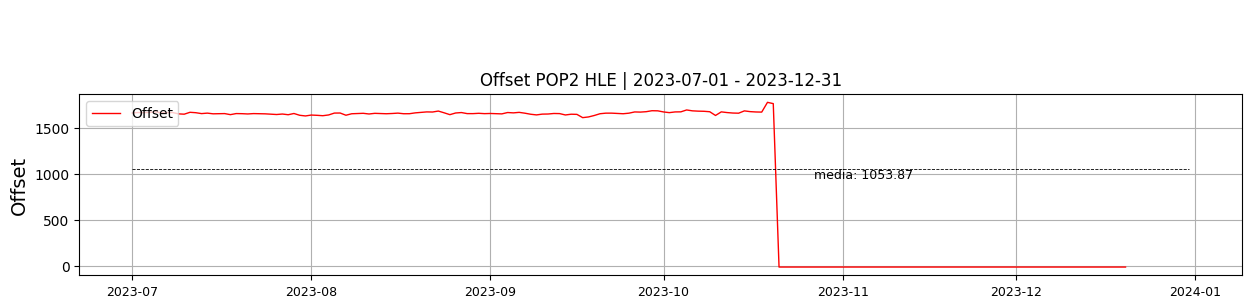 Offset POP2 HLE | 2023-07-01 - 2023-12-31
Offset
1500
1000
500
0
Offset
media: 1053.87
2023-07
2023-08
2023-09
2023-10
2023-11
2023-12
2024-01